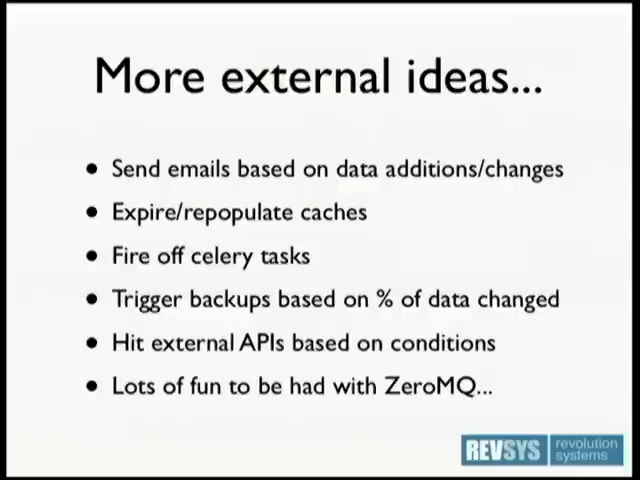 More external ideas...
• Send emails based on data additions/changes
• Expire/repopulate caches
• Fire off celery tasks
• Trigger backups based on % of data changed
• Hit external APIs based on conditions
• Lots of fun to be had with ZeroMQ...
REVSYS revolution
systems